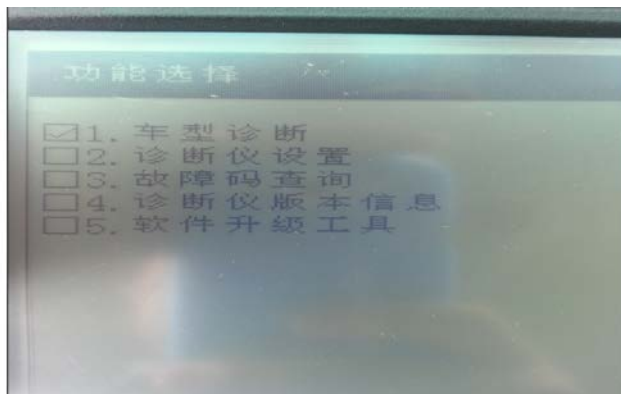 功能选择
1. 车型诊断
2. 诊断仪设置
3. 故障码查询
4. 诊断仪版本信息
5. 软件升级工具